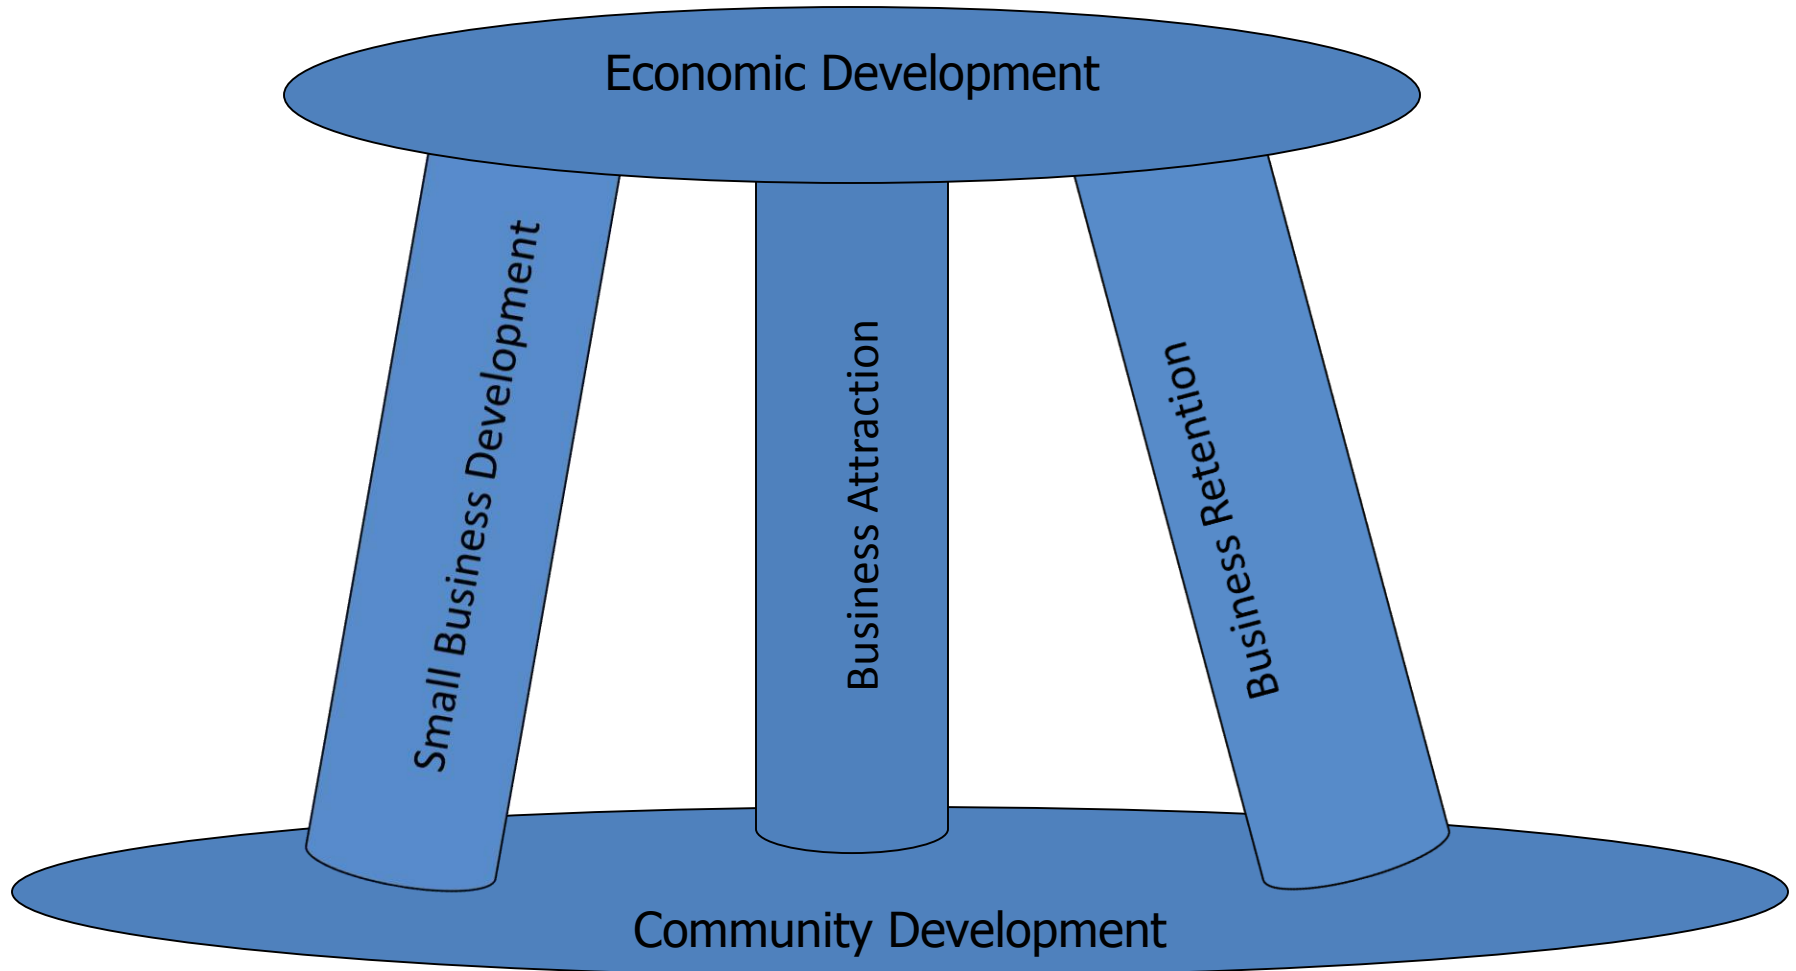 Economic Development
Small Business Development
Business Attraction
Business Retention
Community Development